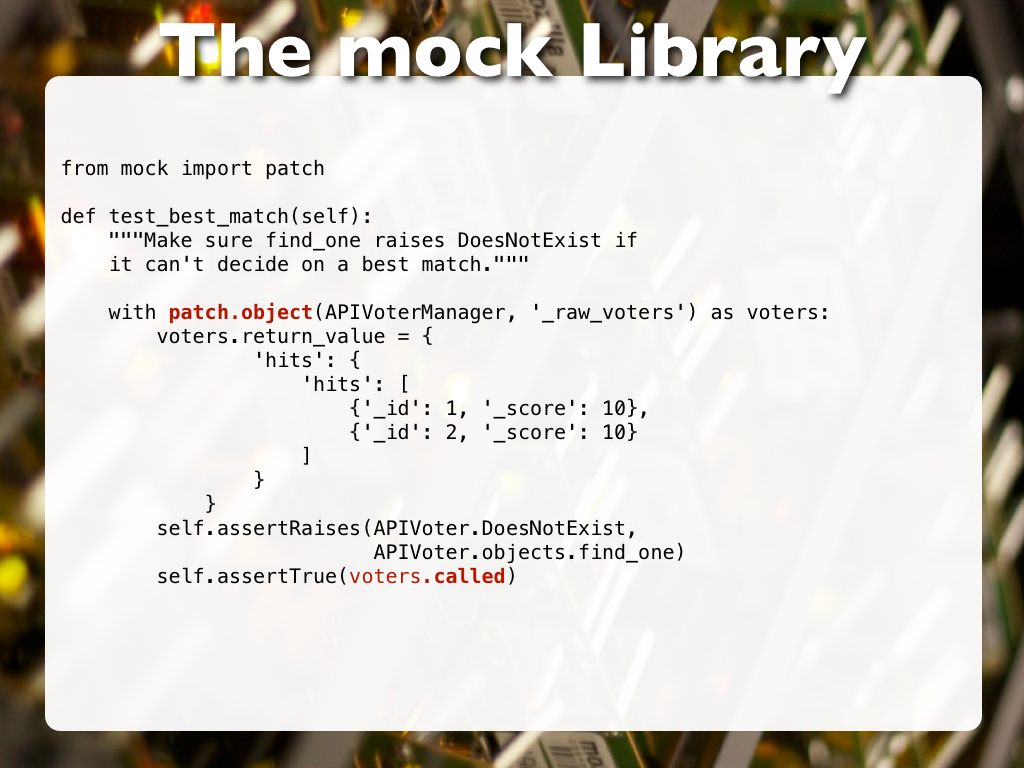 The mock Library
from mock import patch
def test_best_match(self):
    """Make sure find_one raises DoesNotExist if
    it can't decide on a best match."""
    with patch.object(APIVoterManager, '_raw_voters') as voters:
        voters.return_value = {
                'hits': {
                    'hits': [
                        {'_id': 1, '_score': 10},
                        {'_id': 2, '_score': 10}
                    ]
                }
            }
        self.assertRaises(APIVoter.DoesNotExist,
                          APIVoter.objects.find_one)
        self.assertTrue(voters.called)